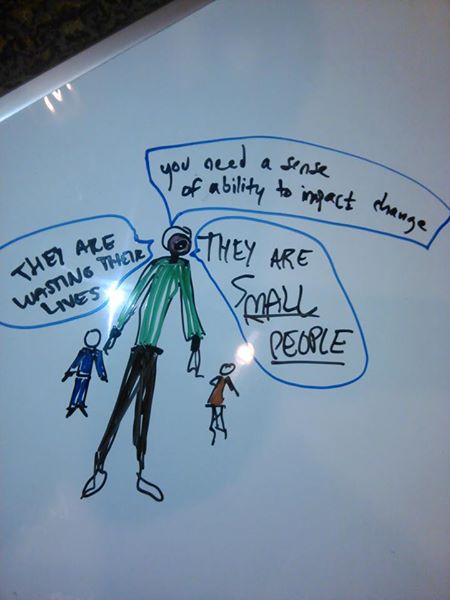 you need a sense
of ability to impact change
THEY ARE
WASTING THEIR
LIVES
THEY ARE
SMALL
PEOPLE